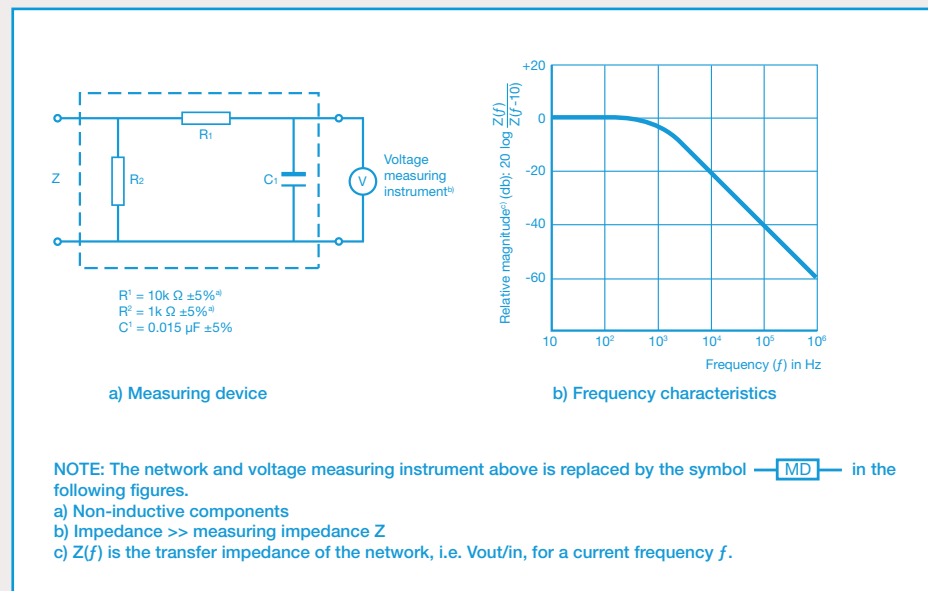 Z
R1
R2
C1
V
Voltage
measuring
instrumentᵇ⁾
R¹ = 10k Ω ±5%ᵃ⁾
R² = 1k Ω ±5%ᵃ⁾
C¹ = 0.015 µF ±5%
a) Measuring device
Relative magnitudeᶜ⁾ (db): 20 log Z(ƒ) / Z(ƒ-10)
+20
0
-20
-40
-60
10 10² 10³ 10⁴ 10⁵ 10⁶
Frequency (ƒ) in Hz
b) Frequency characteristics
NOTE: The network and voltage measuring instrument above is replaced by the symbol MD in the
following figures.
a) Non-inductive components
b) Impedance >> measuring impedance Z
c) Z(ƒ) is the transfer impedance of the network, i.e. Vout/in, for a current frequency ƒ.